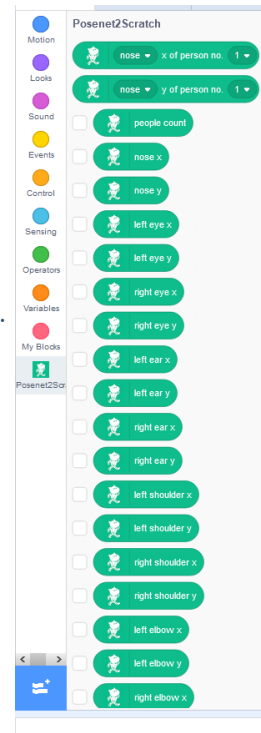 Posenet2Scratch
Motion
Looks
Sound
Events
Control
Sensing
Operators
Variables
My Blocks
Posenet2Scr
nose x of person no. 1
nose y of person no. 1
people count
nose x
nose y
left eye x
left eye y
right eye x
right eye y
left ear x
left ear y
right ear x
right ear y
left shoulder x
left shoulder y
right shoulder x
right shoulder y
left elbow x
left elbow y
right elbow x